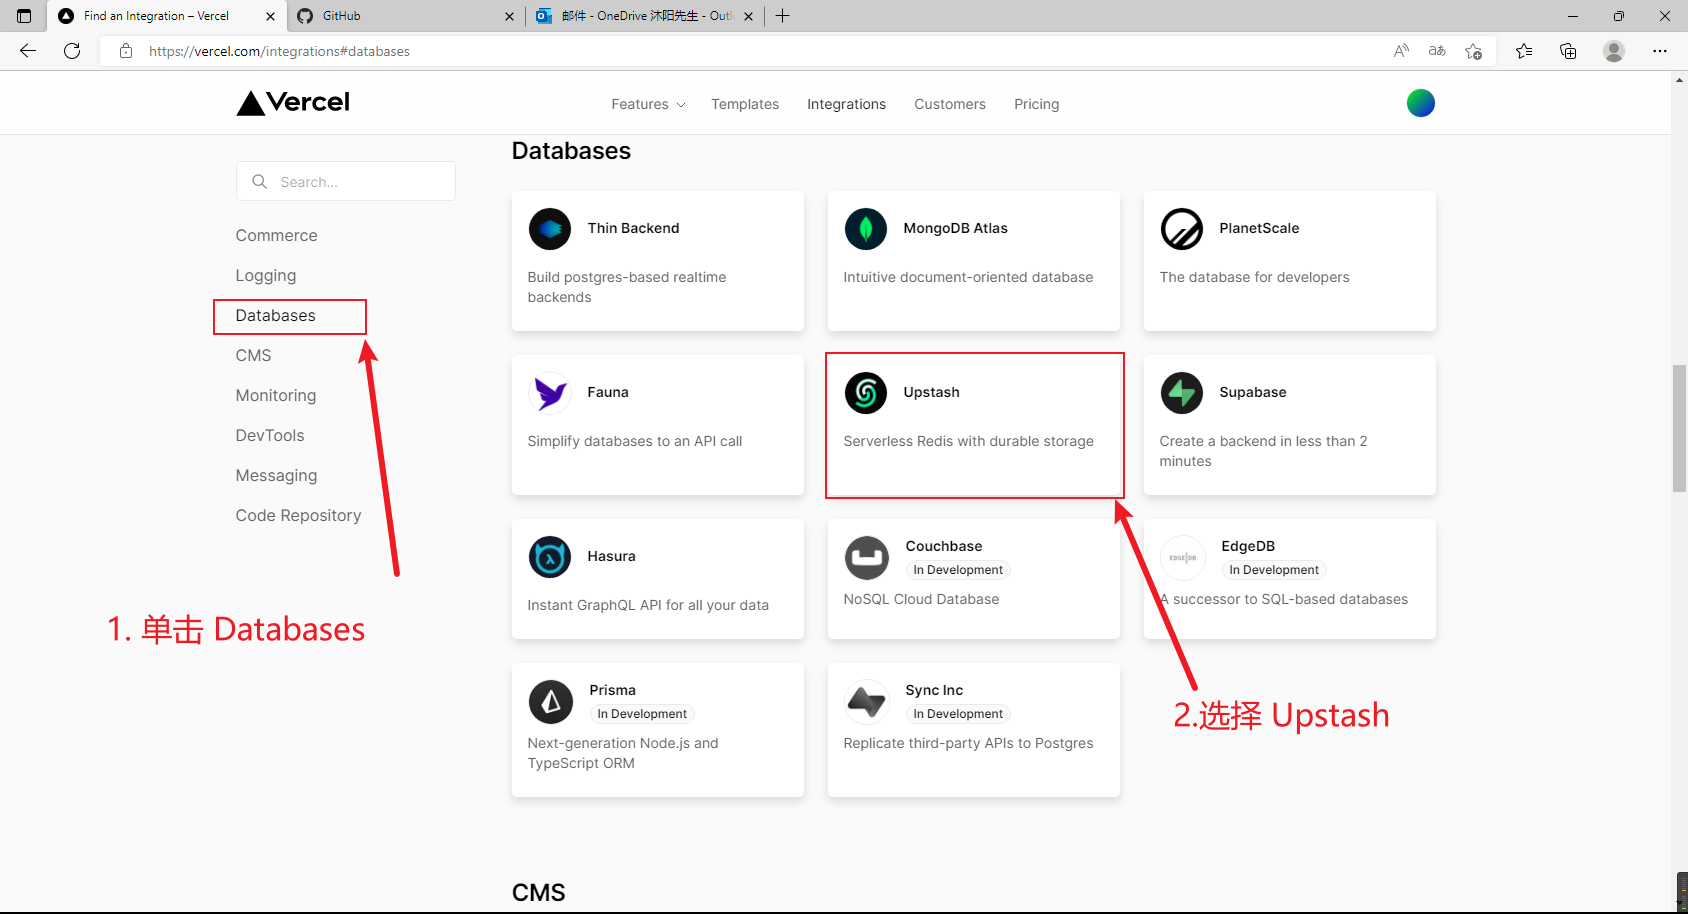 Find an Integration – Vercel
GitHub
邮件 - OneDrive 沐阳先生 - Outl
https://vercel.com/integrations#databases
Vercel
Features
Templates
Integrations
Customers
Pricing
Search...
Commerce
Logging
Databases
CMS
Monitoring
DevTools
Messaging
Code Repository
1. 单击 Databases
Databases
Thin Backend
Build postgres-based realtime
backends
MongoDB Atlas
Intuitive document-oriented database
PlanetScale
The database for developers
Fauna
Simplify databases to an API call
Upstash
Serverless Redis with durable storage
Supabase
Create a backend in less than 2
minutes
Hasura
Instant GraphQL API for all your data
Couchbase
In Development
NoSQL Cloud Database
EdgeDB
In Development
EDGE|DB
A successor to SQL-based databases
Prisma
In Development
Next-generation Node.js and
TypeScript ORM
Sync Inc
In Development
Replicate third-party APIs to Postgres
2.选择 Upstash
CMS